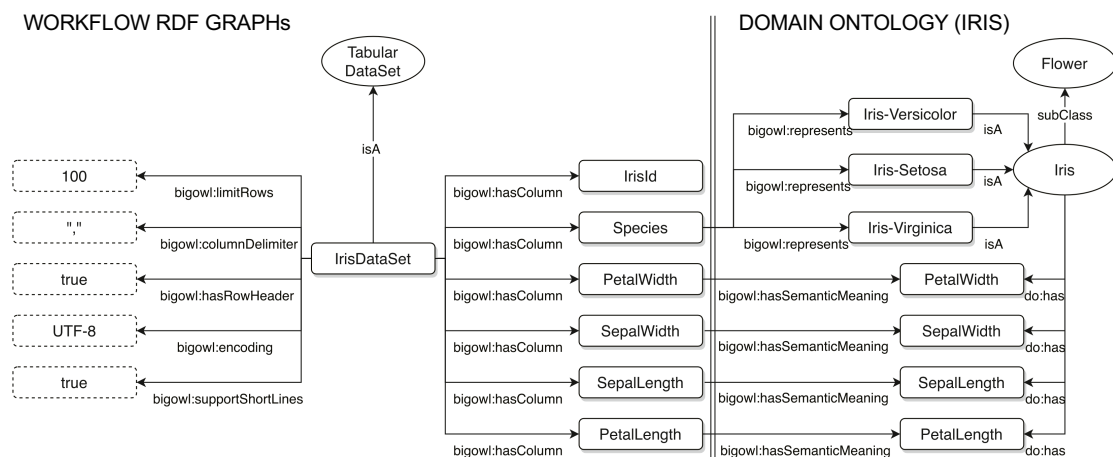 WORKFLOW RDF GRAPHs
DOMAIN ONTOLOGY (IRIS)
Tabular
DataSet
Flower
isA
subClass
100
bigowl:limitRows
","
bigowl:columnDelimiter
true
bigowl:hasRowHeader
UTF-8
bigowl:encoding
true
bigowl:supportShortLines
IrisDataSet
bigowl:hasColumn
IrisId
bigowl:hasColumn
Species
bigowl:hasColumn
PetalWidth
bigowl:hasColumn
SepalWidth
bigowl:hasColumn
SepalLength
bigowl:hasColumn
PetalLength
bigowl:represents
Iris-Versicolor
isA
bigowl:represents
Iris-Setosa
isA
Iris
bigowl:represents
Iris-Virginica
isA
bigowl:hasSemanticMeaning
PetalWidth
do:has
bigowl:hasSemanticMeaning
SepalWidth
do:has
bigowl:hasSemanticMeaning
SepalLength
do:has
bigowl:hasSemanticMeaning
PetalLength
do:has